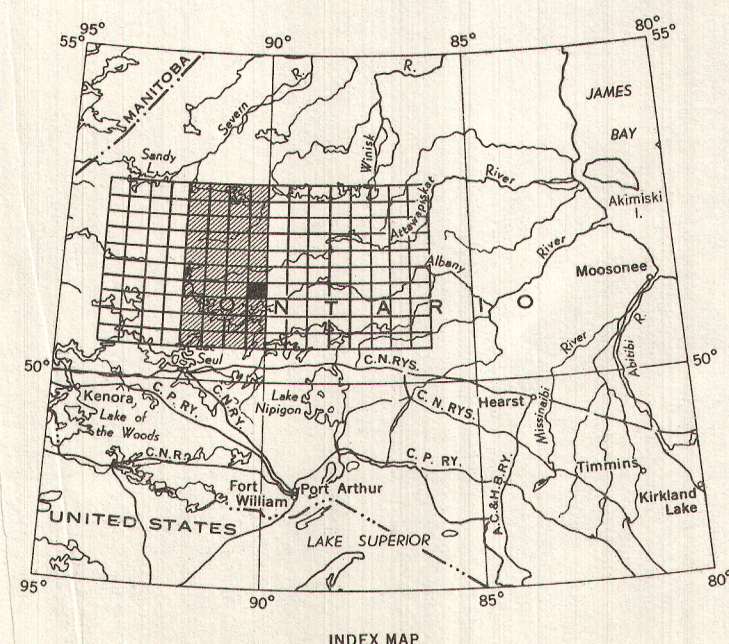 95°
90°
85°
80°
55°
55°
MANITOBA
Severn
R.
R.
JAMES
BAY
Sandy
L.
Winisk
River
Attawapiskat
Akimiski
I.
River
Albany
Moosonee
ONTARIO
River
Abitibi
R.
Seul
50°
50°
C.N.RYS.
Kenora
C.P.RY.
C.N.RY.
Lake
Nipigon
C.N.RYS.
Hearst
Missinaibi
Lake of
the Woods
C.N.R?
C.P.RY.
Timmins
Fort
William
Port Arthur
A.C.&H.B.RY.
Kirkland
Lake
UNITED STATES
LAKE SUPERIOR
95°
90°
85°
80°
INDEX MAP